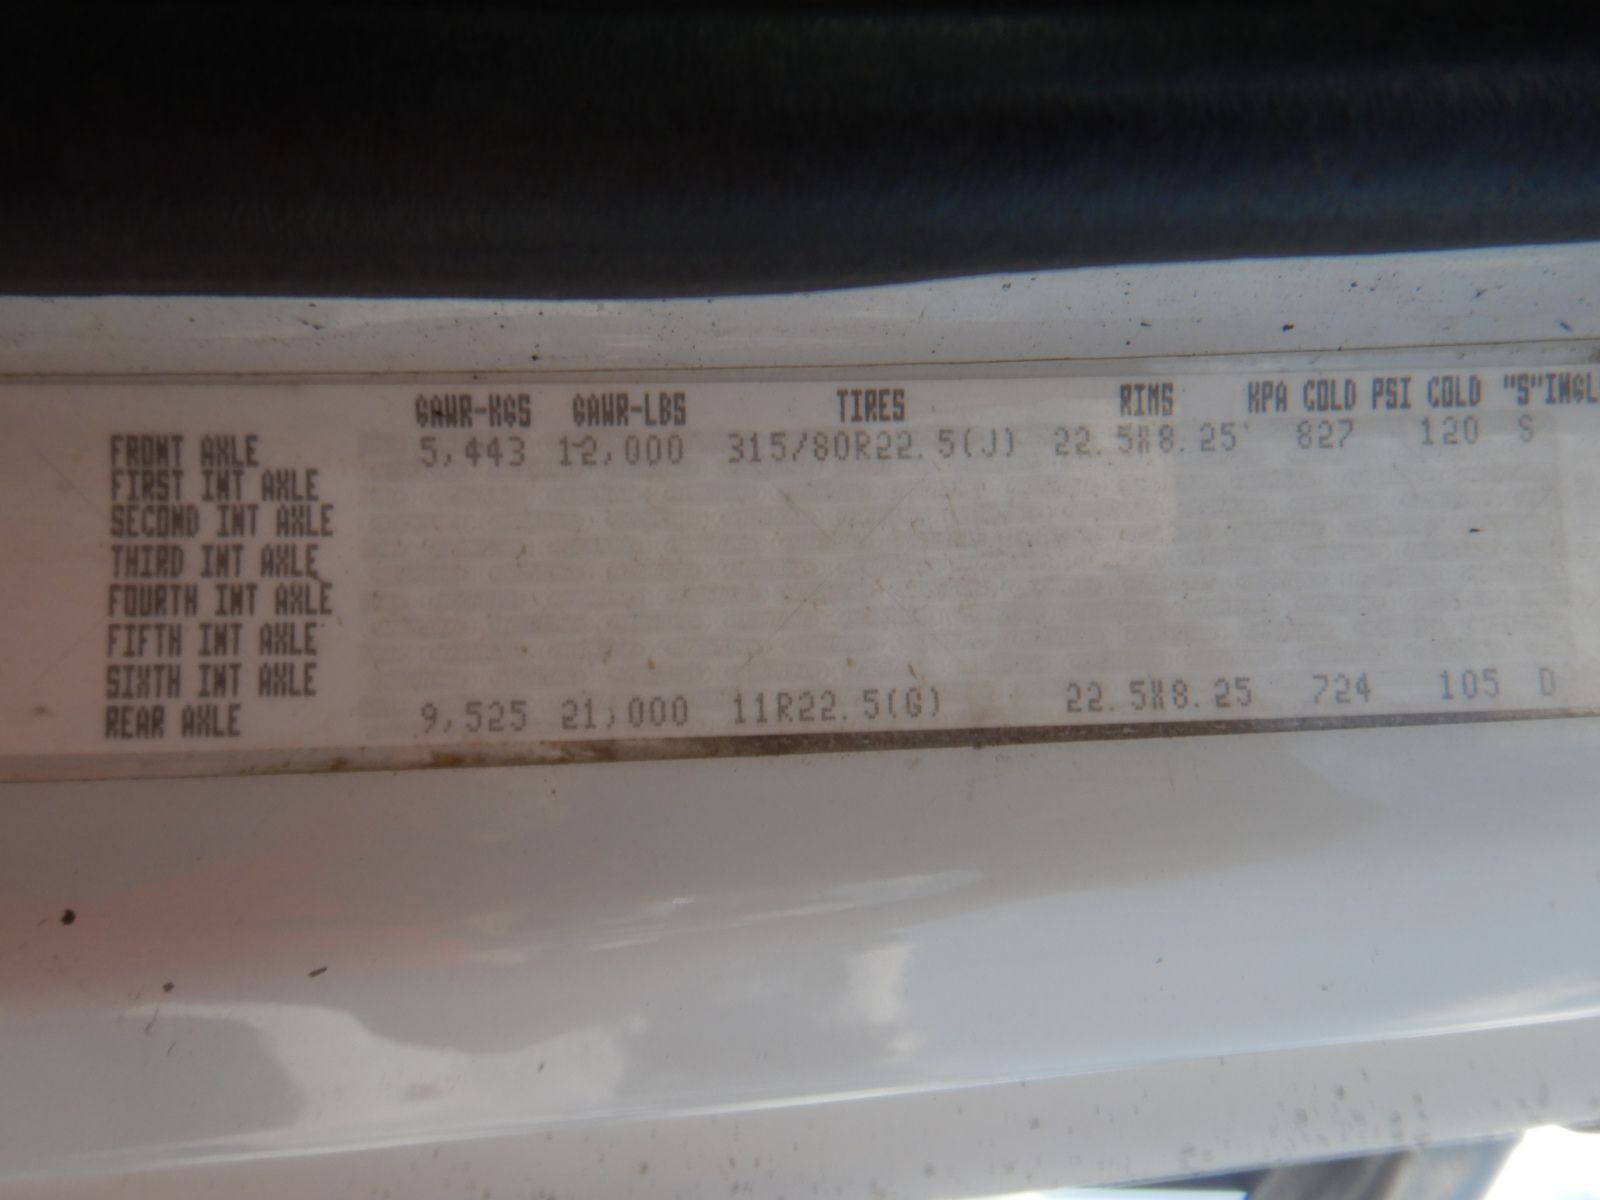 GAWR-KGS GAWR-LBS TIRES RIMS KPA COLD PSI COLD "S"INGL
FRONT AXLE 5,443 12,000 315/80R22.5(J) 22.5X8.25 827 120 S
FIRST INT AXLE
SECOND INT AXLE
THIRD INT AXLE
FOURTH INT AXLE
FIFTH INT AXLE
SIXTH INT AXLE
REAR AXLE 9,525 21,000 11R22.5(G) 22.5X8.25 724 105 D